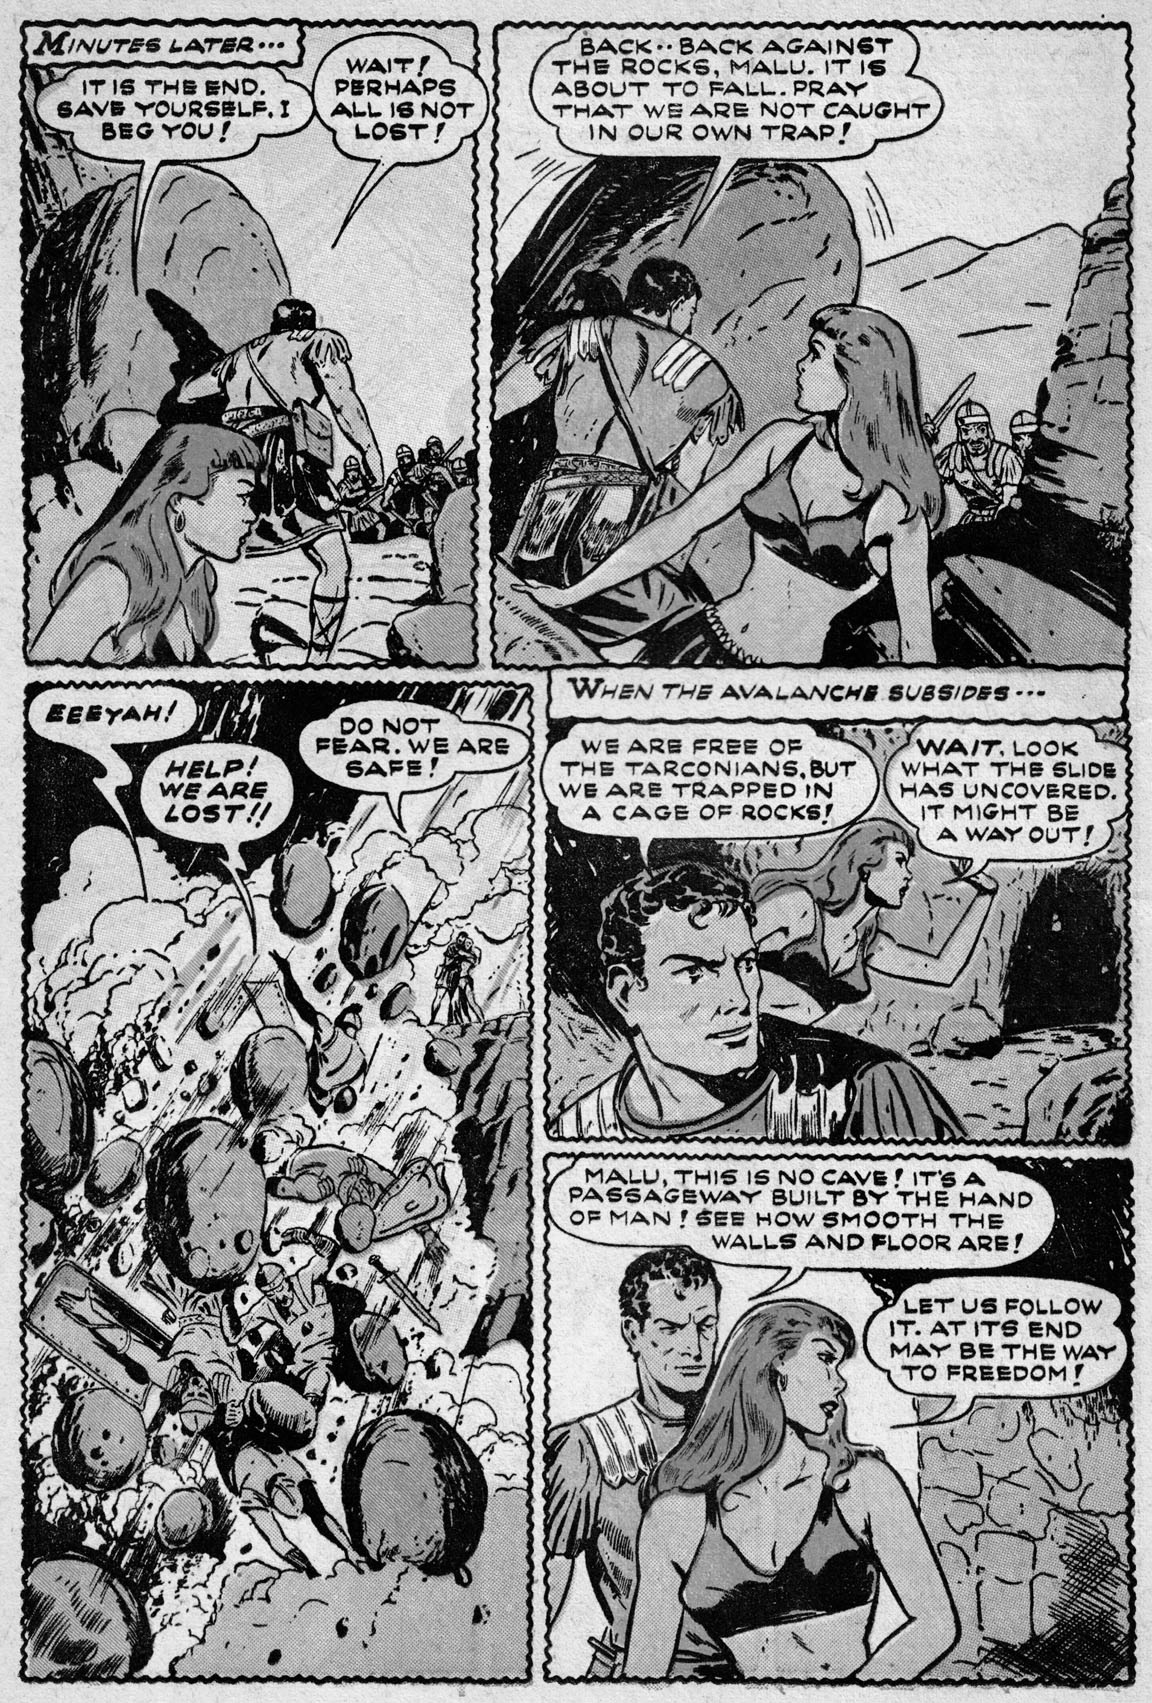 MINUTES LATER...
IT IS THE END.
SAVE YOURSELF. I
BEG YOU!
WAIT!
PERHAPS
ALL IS NOT
LOST!
BACK.. BACK AGAINST
THE ROCKS, MALU. IT IS
ABOUT TO FALL. PRAY
THAT WE ARE NOT CAUGHT
IN OUR OWN TRAP!
EEEYAH!
HELP!
WE ARE
LOST!!
DO NOT
FEAR. WE ARE
SAFE!
WHEN THE AVALANCHE SUBSIDES...
WE ARE FREE OF
THE TARCONIANS, BUT
WE ARE TRAPPED IN
A CAGE OF ROCKS!
WAIT. LOOK
WHAT THE SLIDE
HAS UNCOVERED.
IT MIGHT BE
A WAY OUT!
MALU, THIS IS NO CAVE! IT'S A
PASSAGEWAY BUILT BY THE HAND
OF MAN! SEE HOW SMOOTH THE
WALLS AND FLOOR ARE!
LET US FOLLOW
IT. AT ITS END
MAY BE THE WAY
TO FREEDOM!